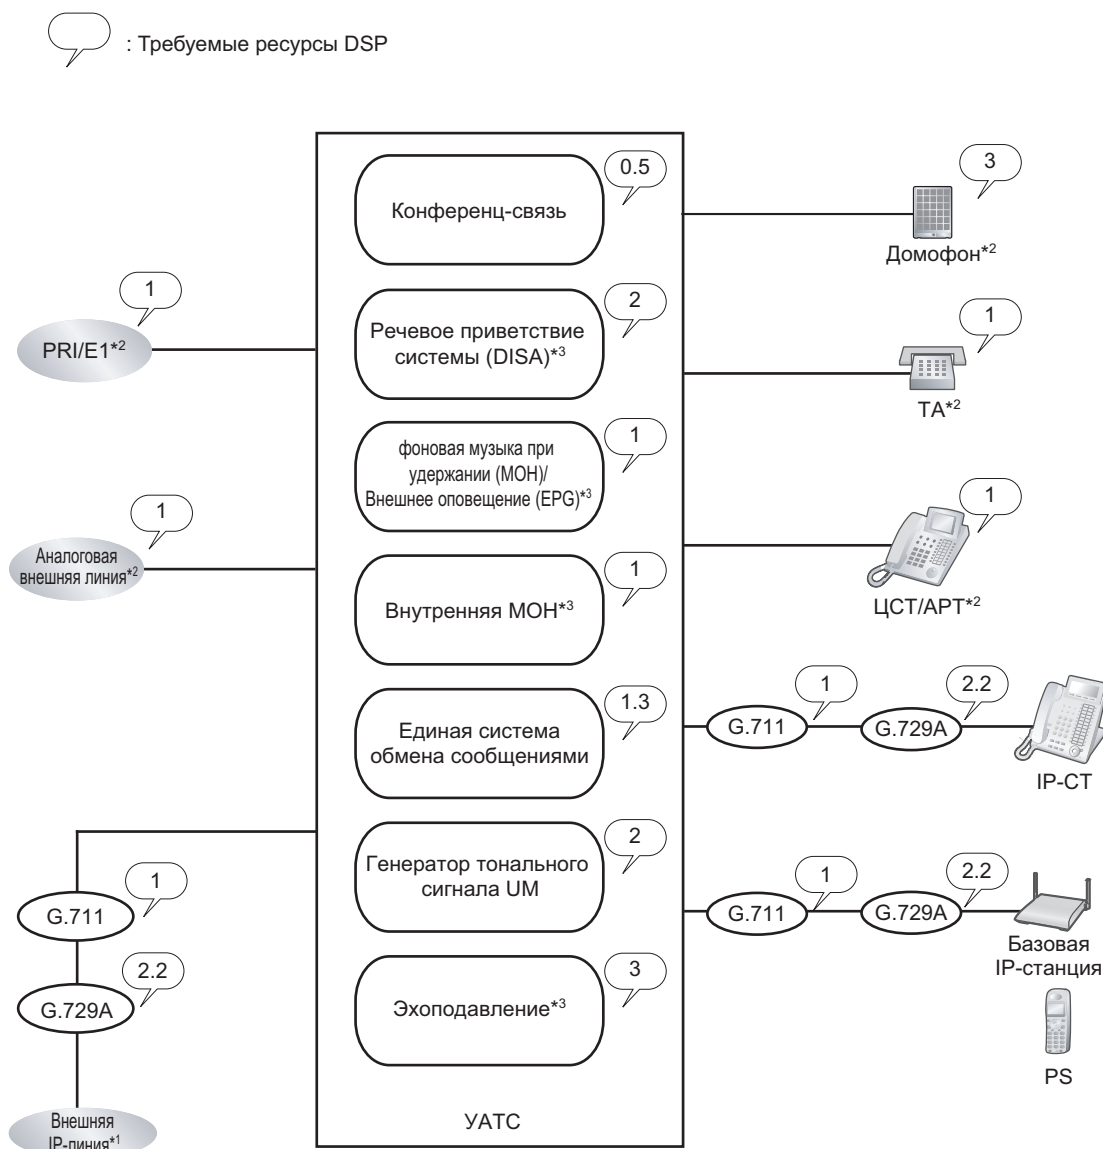 : Требуемые ресурсы DSP
0.5
Конференц-связь
3
Домофон*2
1
PRI/E1*2
2
Речевое приветствие
системы (DISA)*3
1
ТА*2
1
фоновая музыка при
удержании (МОН)/
Внешнее оповещение (EPG)*3
1
Аналоговая
внешняя линия*2
1
ЦСТ/АРТ*2
1
Внутренняя МОН*3
1.3
Единая система
обмена сообщениями
1
2.2
G.711
G.729A
IP-СТ
2
Генератор тонального
сигнала UM
1
2.2
G.711
G.729A
Базовая
IP-станция
PS
1
G.711
2.2
G.729A
3
Эхоподавление*3
Внешняя
IP-линия*1
УАТС